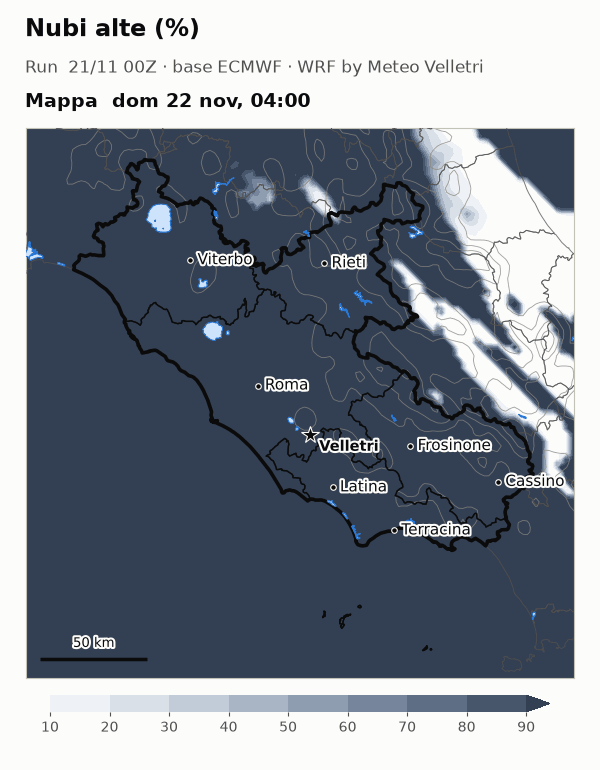 Nubi alte (%)
Run 21/11 00Z · base ECMWF · WRF by Meteo Velletri
Mappa dom 22 nov, 04:00
Viterbo
Rieti
Roma
Velletri
Frosinone
Latina
Cassino
Terracina
50 km
10 20 30 40 50 60 70 80 90